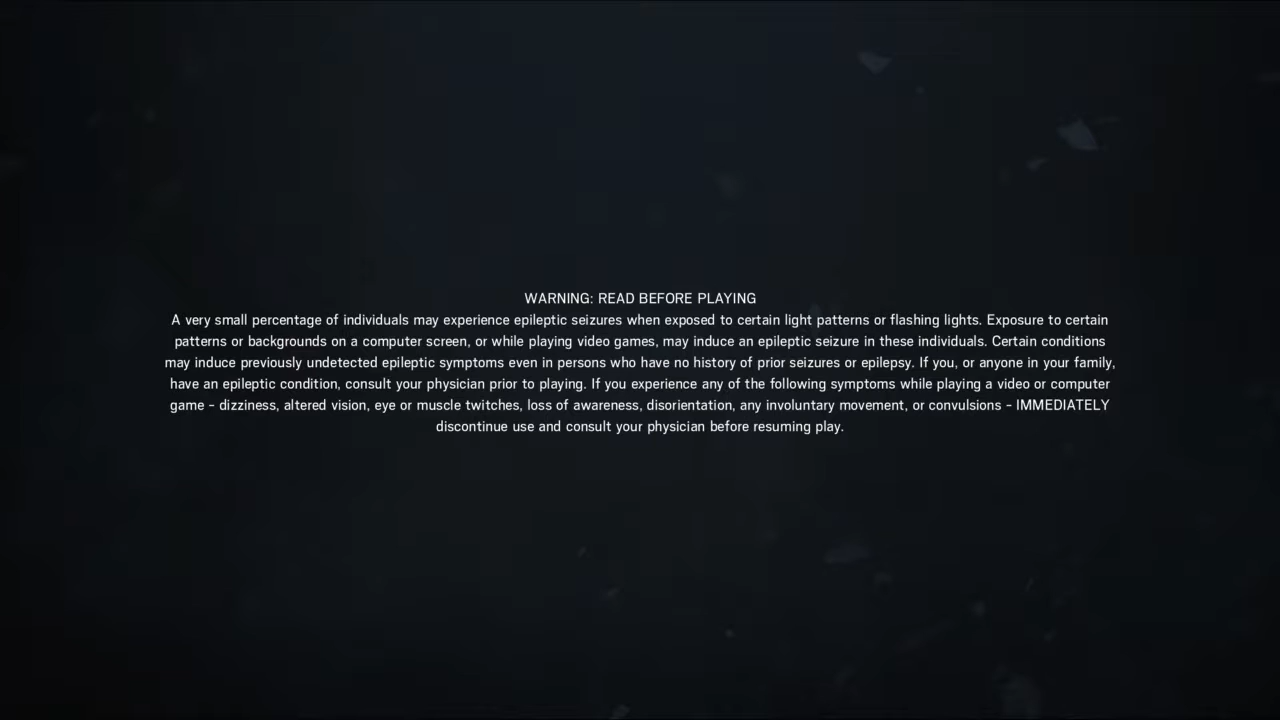 WARNING: READ BEFORE PLAYING
A very small percentage of individuals may experience epileptic seizures when exposed to certain light patterns or flashing lights. Exposure to certain
patterns or backgrounds on a computer screen, or while playing video games, may induce an epileptic seizure in these individuals. Certain conditions
may induce previously undetected epileptic symptoms even in persons who have no history of prior seizures or epilepsy. If you, or anyone in your family,
have an epileptic condition, consult your physician prior to playing. If you experience any of the following symptoms while playing a video or computer
game – dizziness, altered vision, eye or muscle twitches, loss of awareness, disorientation, any involuntary movement, or convulsions – IMMEDIATELY
discontinue use and consult your physician before resuming play.